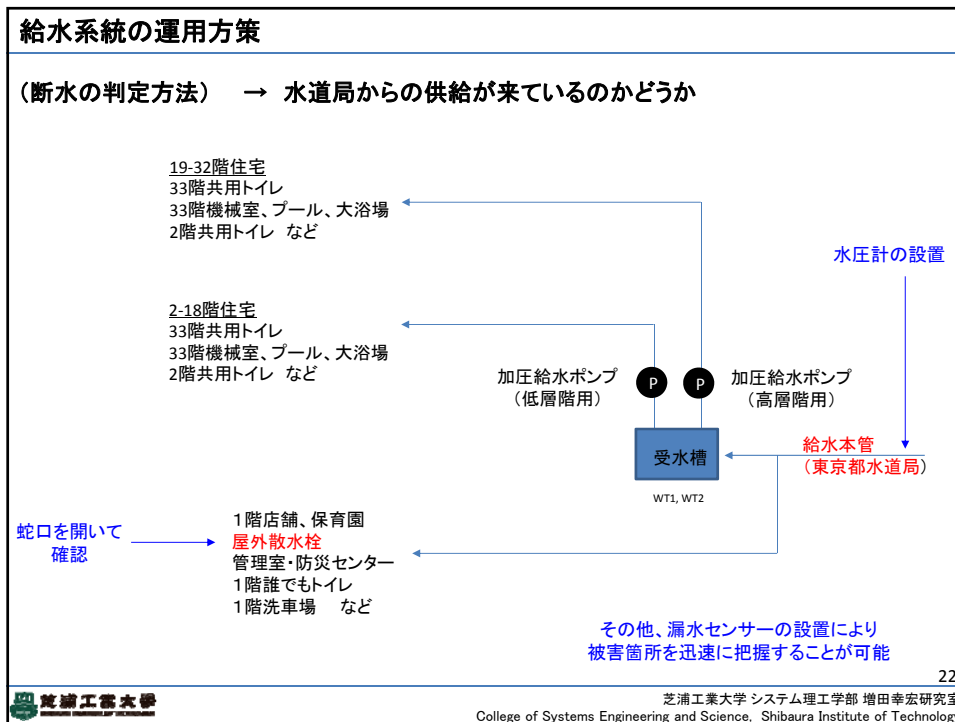 給水系統の運用方策
（断水の判定方法） → 水道局からの供給が来ているのかどうか
19-32階住宅
33階共用トイレ
33階機械室、プール、大浴場
2階共用トイレ など
水圧計の設置
2-18階住宅
33階共用トイレ
33階機械室、プール、大浴場
2階共用トイレ など
加圧給水ポンプ
（低層階用）
P
P
加圧給水ポンプ
（高層階用）
受水槽
給水本管
（東京都水道局）
WT1, WT2
蛇口を開いて
確認
１階店舗、保育園
屋外散水栓
管理室・防災センター
１階誰でもトイレ
１階洗車場 など
その他、漏水センサーの設置により
被害箇所を迅速に把握することが可能
22
芝浦工業大學
芝浦工業大学 システム理工学部 増田幸宏研究室
College of Systems Engineering and Science, Shibaura Institute of Technology